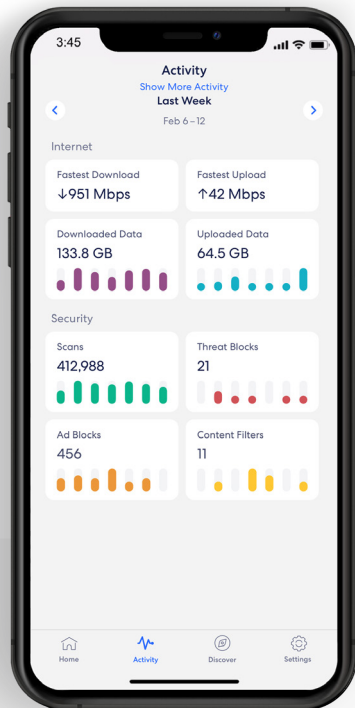 3:45
Activity
Show More Activity
Last Week
Feb 6–12
Internet
Fastest Download
↓951 Mbps
Fastest Upload
↑42 Mbps
Downloaded Data
133.8 GB
Uploaded Data
64.5 GB
Security
Scans
412,988
Threat Blocks
21
Ad Blocks
456
Content Filters
11
Home
Activity
Discover
Settings